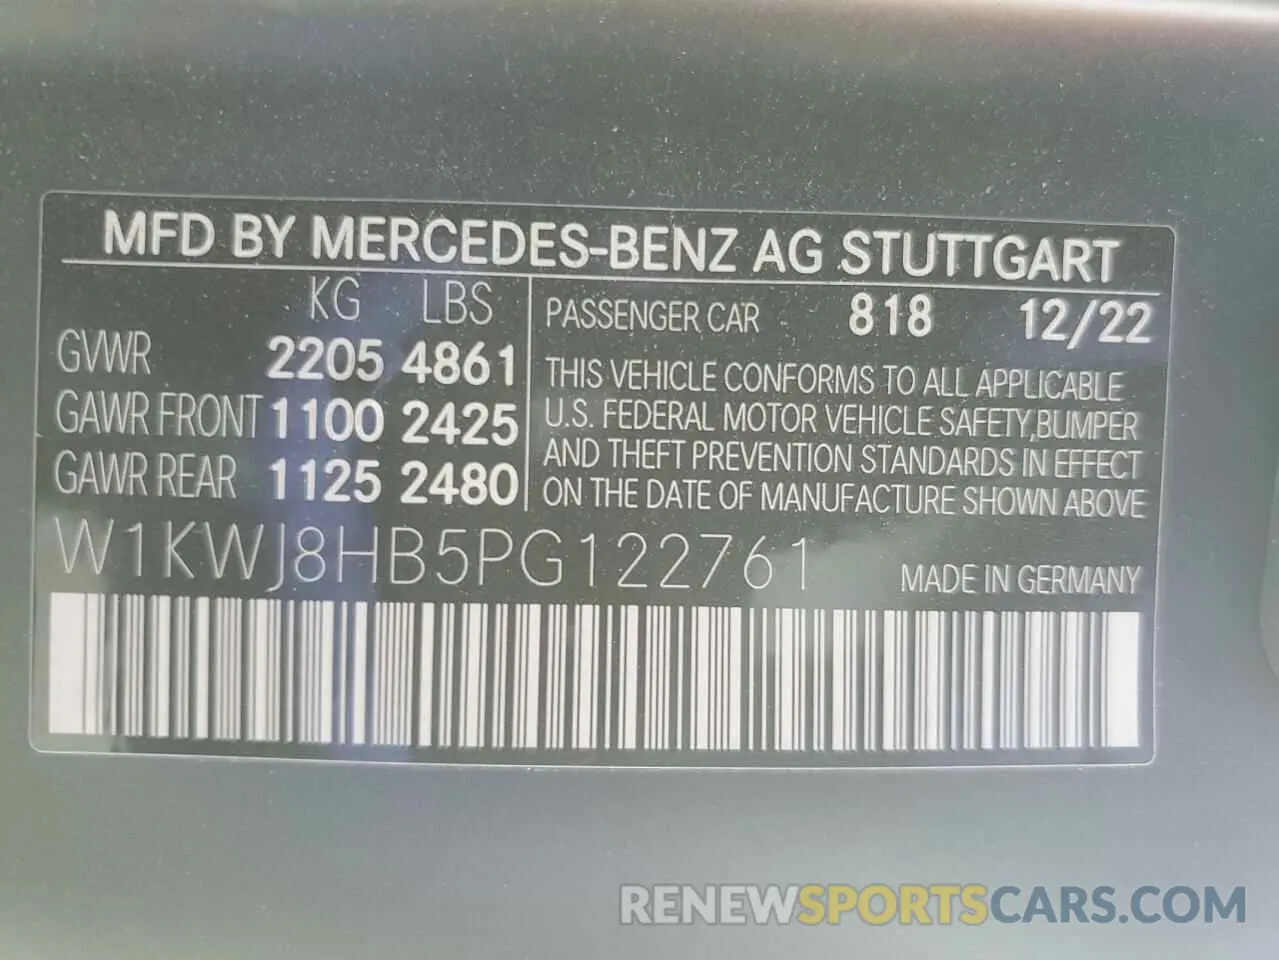 MFD BY MERCEDES-BENZ AG STUTTGART
KG LBS
PASSENGER CAR 818 12/22
GVWR 2205 4861
GAWR FRONT 1100 2425
GAWR REAR 1125 2480
THIS VEHICLE CONFORMS TO ALL APPLICABLE
U.S. FEDERAL MOTOR VEHICLE SAFETY,BUMPER
AND THEFT PREVENTION STANDARDS IN EFFECT
ON THE DATE OF MANUFACTURE SHOWN ABOVE
W1KWJ8HB5PG122761
MADE IN GERMANY
RENEWSPORTSCARS.COM